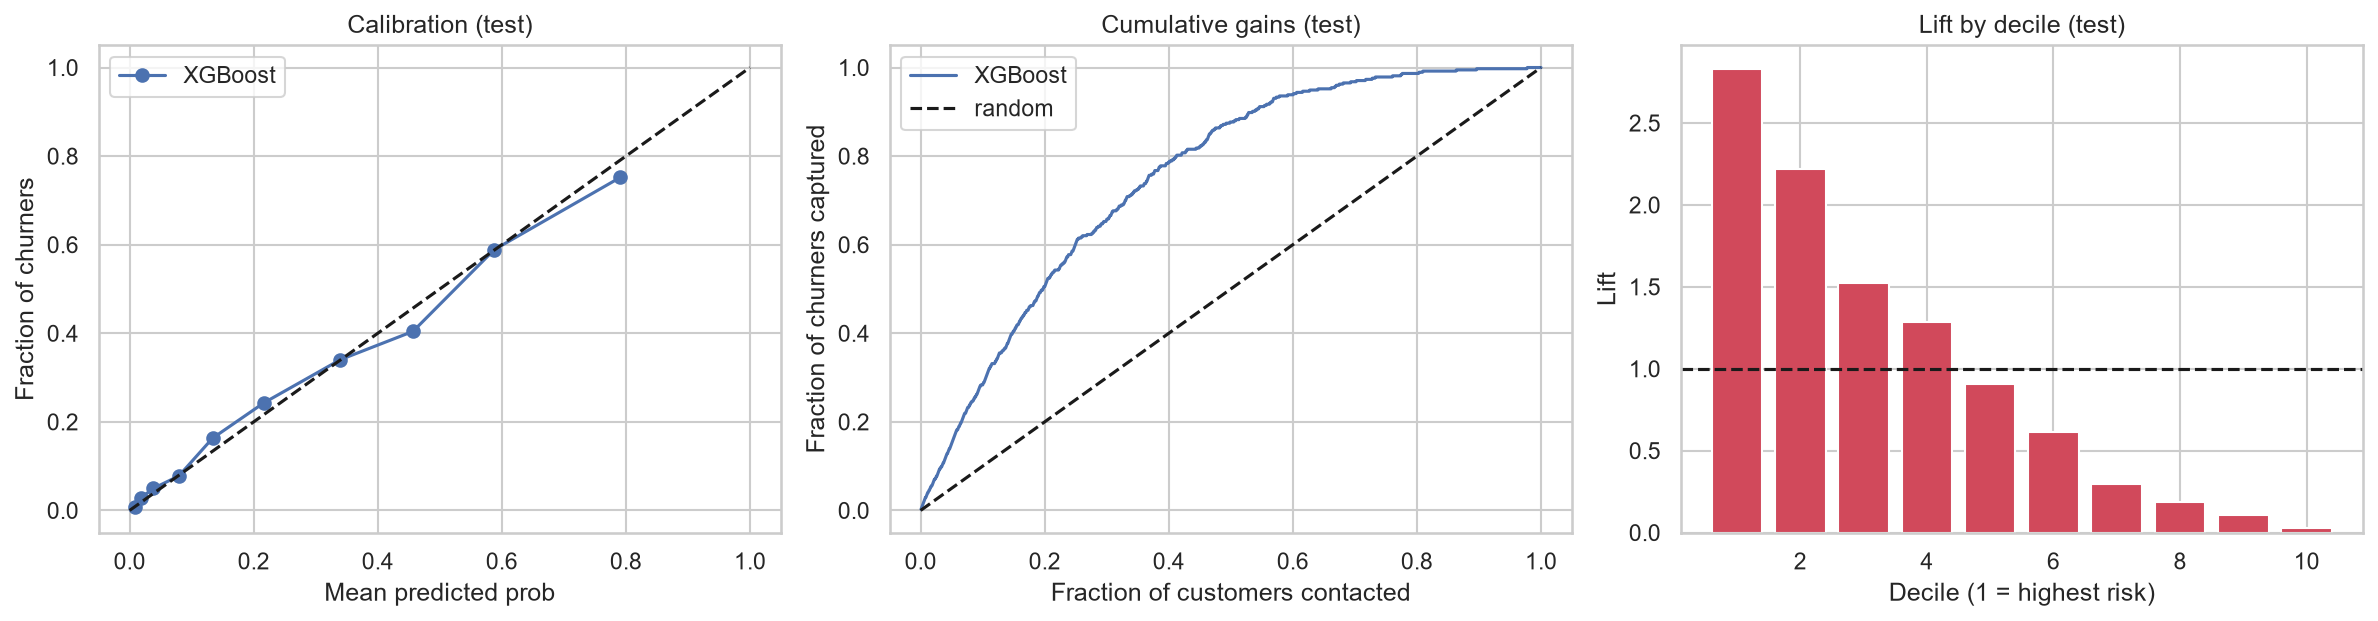 Calibration (test)
XGBoost
1.0
0.8
0.6
0.4
0.2
0.0
Fraction of churners
0.0 0.2 0.4 0.6 0.8 1.0
Mean predicted prob
Cumulative gains (test)
XGBoost
random
1.0
0.8
0.6
0.4
0.2
0.0
Fraction of churners captured
0.0 0.2 0.4 0.6 0.8 1.0
Fraction of customers contacted
Lift by decile (test)
2.5
2.0
1.5
1.0
0.5
0.0
Lift
2 4 6 8 10
Decile (1 = highest risk)